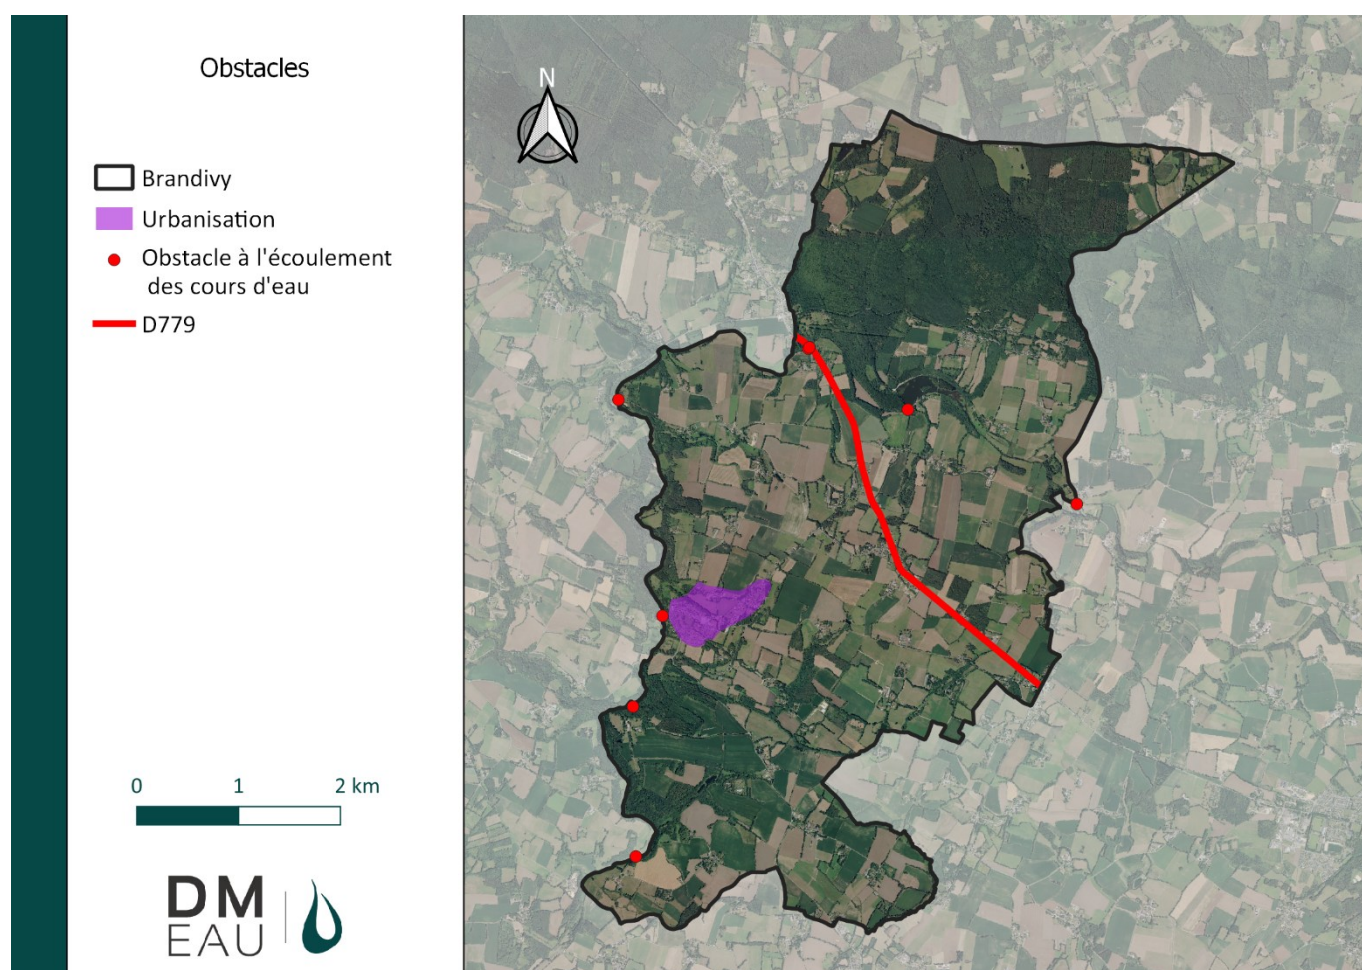 Obstacles
N
Brandivy
Urbanisation
Obstacle à l'écoulement
des cours d'eau
D779
0 1 2 km
DM
EAU